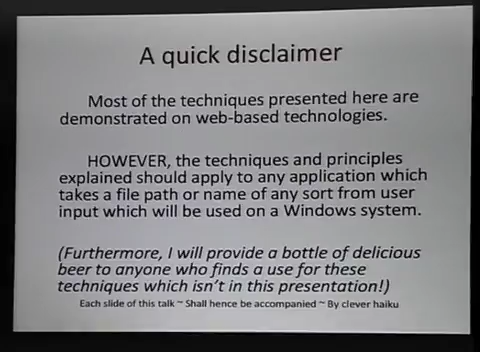 A quick disclaimer
Most of the techniques presented here are
demonstrated on web-based technologies.
HOWEVER, the techniques and principles
explained should apply to any application which
takes a file path or name of any sort from user
input which will be used on a Windows system.
(Furthermore, I will provide a bottle of delicious
beer to anyone who finds a use for these
techniques which isn't in this presentation!)
Each slide of this talk ~ Shall hence be accompanied ~ By clever haiku